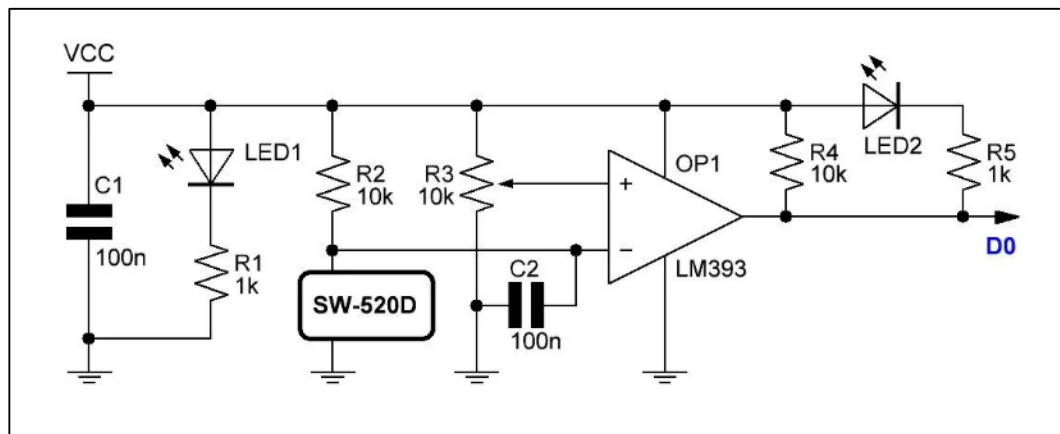 VCC
C1
100n
LED1
R1
1k
R2
10k
SW-520D
R3
10k
C2
100n
+
−
OP1
LM393
R4
10k
LED2
R5
1k
D0